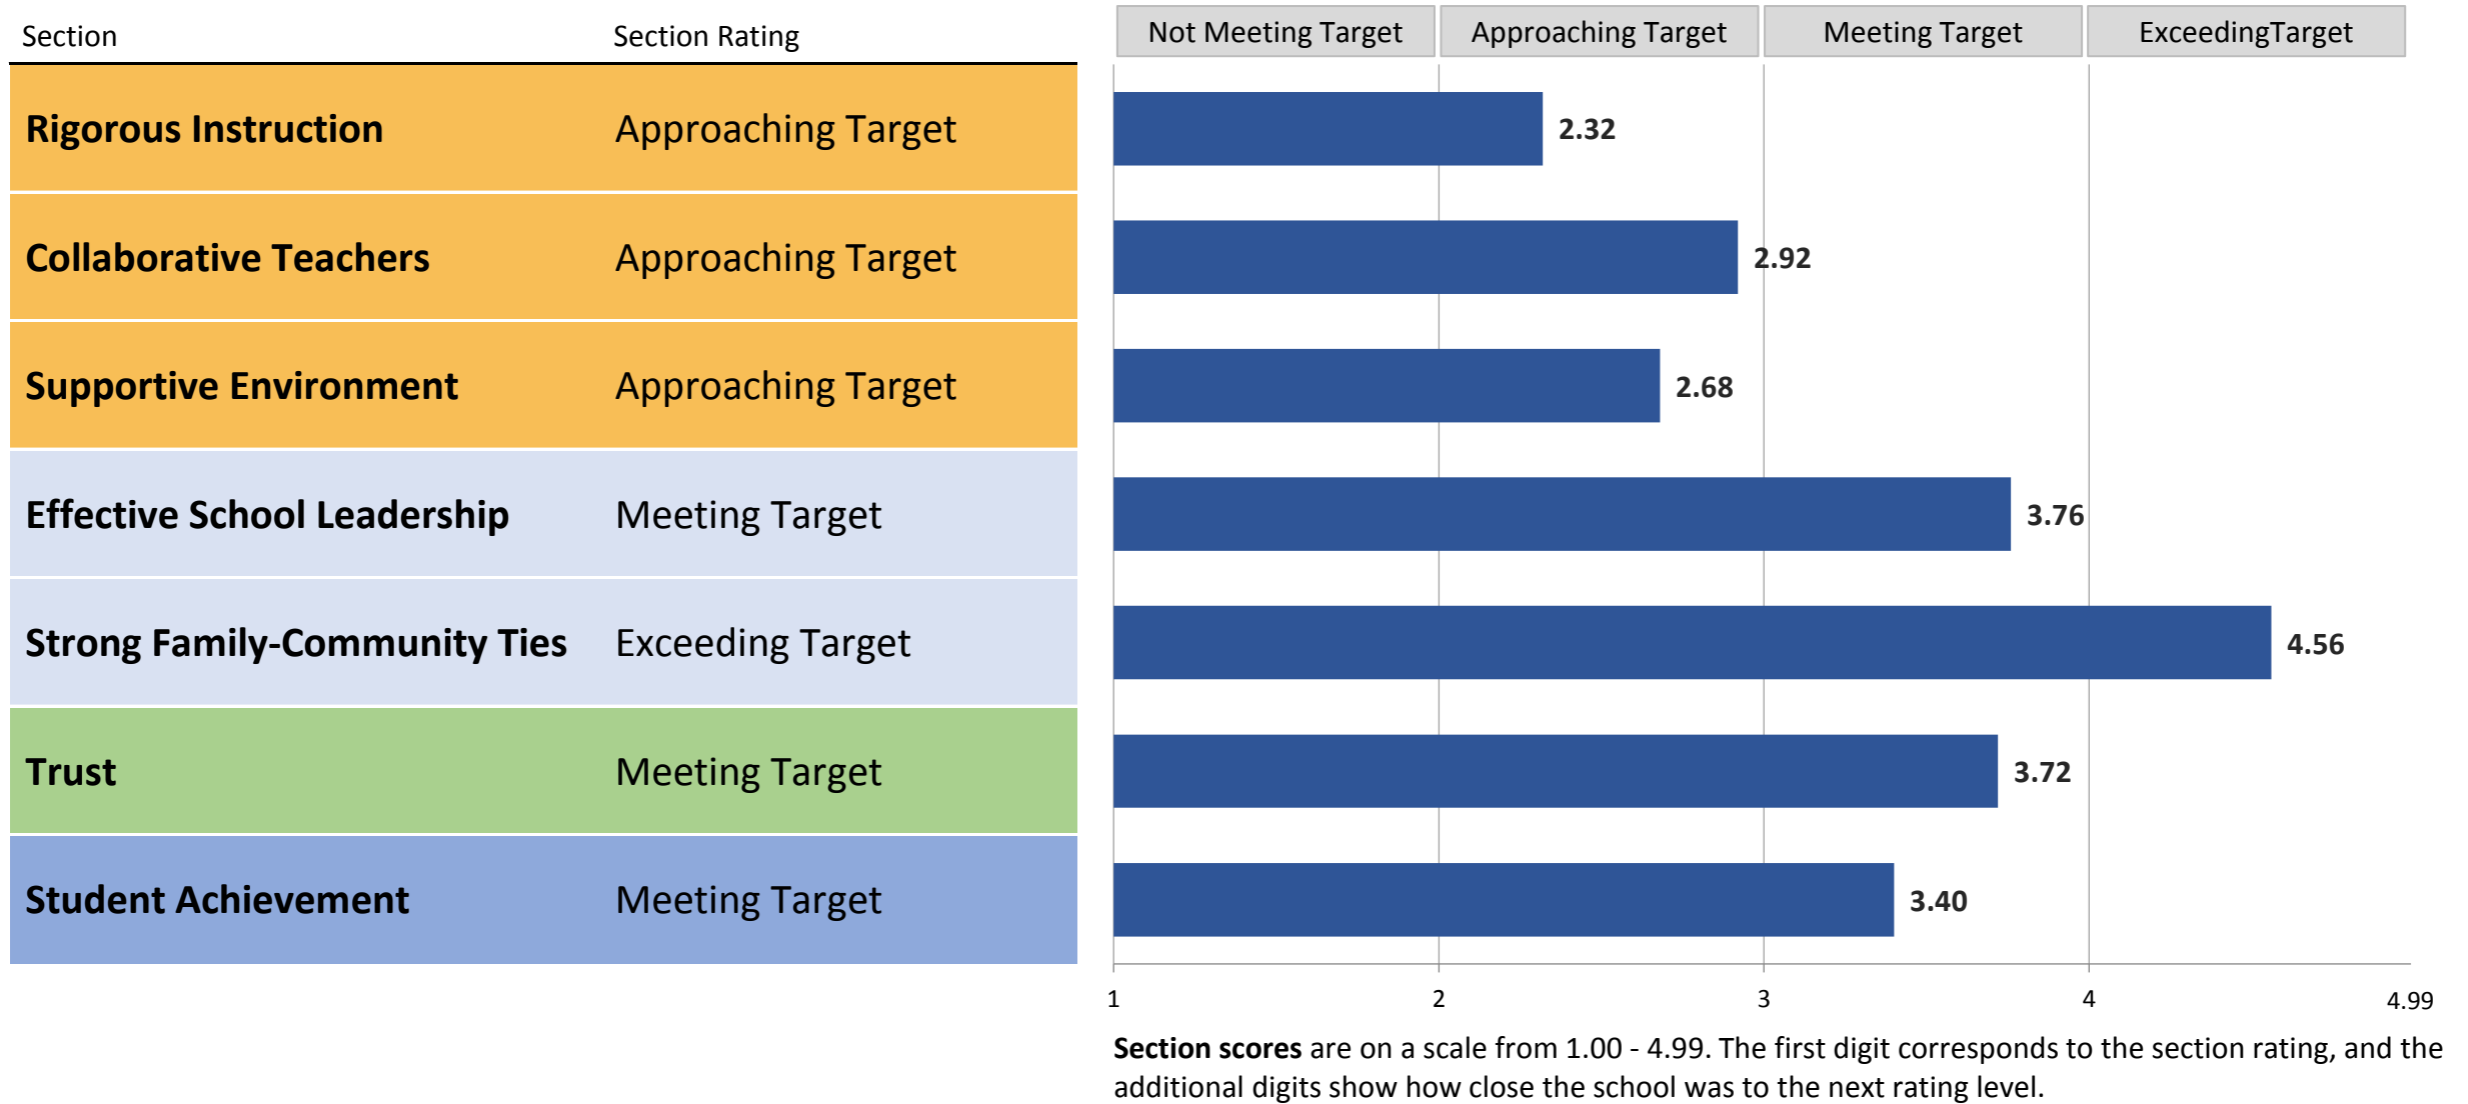 Section Section Rating Not Meeting Target Approaching Target Meeting Target ExceedingTarget
Rigorous Instruction Approaching Target 2.32
Collaborative Teachers Approaching Target 2.92
Supportive Environment Approaching Target 2.68
Effective School Leadership Meeting Target 3.76
Strong Family-Community Ties Exceeding Target 4.56
Trust Meeting Target 3.72
Student Achievement Meeting Target 3.40
1 2 3 4 4.99
Section scores are on a scale from 1.00 - 4.99. The first digit corresponds to the section rating, and the
additional digits show how close the school was to the next rating level.